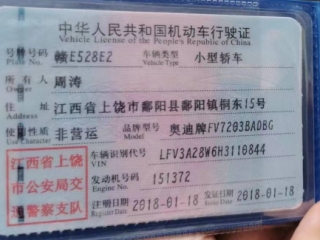 中华人民共和国机动车行驶证
Vehicle License of the People's Republic of China
号牌号码 赣E528E2 车辆类型 小型轿车
Plate No. Vehicle Type
所有人 周涛
Owner
住址 江西省上饶市鄱阳县鄱阳镇桐东15号
使用性质 非营运 品牌型号 奥迪牌FV7203BADBG
Use Character Model
江西省上饶
市公安局交
通警察支队
车辆识别代号 LFV3A28W6H3110844
VIN
发动机号码 151372
Engine No.
注册日期 2018-01-18 发证日期 2018-01-18